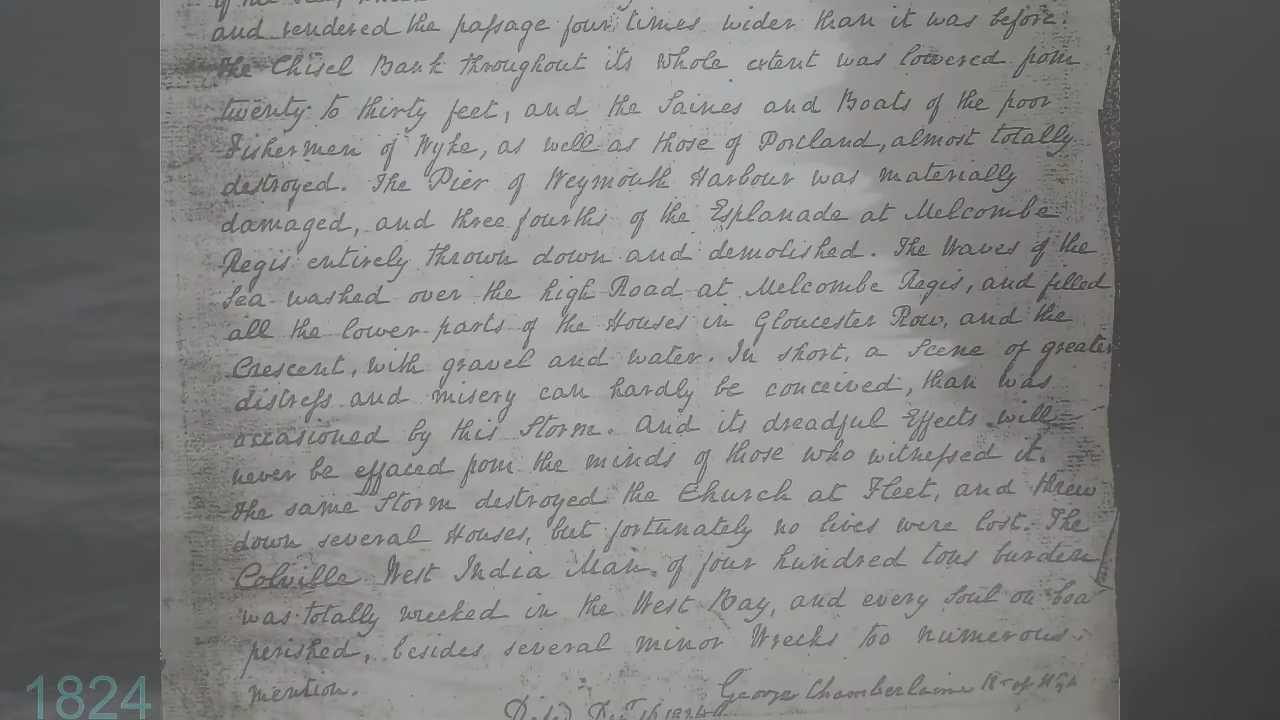 and rendered the passage four times wider than it was before.
The Chisel Bank throughout its whole extent was lowered from
twenty to thirty feet, and the Saines and Boats of the poor
Fishermen of Wyke, as well as those of Portland, almost totally
destroyed. The Pier of Weymouth Harbour was materially
damaged, and three fourths of the Esplanade at Melcombe
Regis entirely thrown down and demolished. The Waves of the
Sea washed over the high Road at Melcombe Regis, and filled
all the lower parts of the Houses in Gloucester Row, and the
Crescent, with gravel and water. In short, a Scene of greater
distress and misery can hardly be conceived, than was
occasioned by this Storm. And its dreadful Effects will
never be effaced from the minds of those who witnessed it.
The same Storm destroyed the Church at Fleet, and threw
down several Houses, but fortunately no lives were lost. The
Colville West India Man, of four hundred tons burden
was totally wrecked in the West Bay, and every Soul on boa
perished, besides several minor Wrecks too numerous
mention.
George Chamberlaine
1824